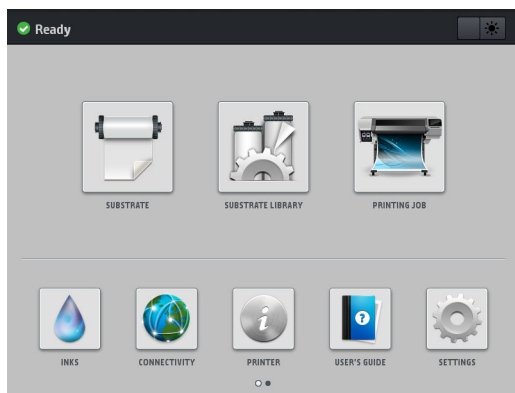 Ready
SUBSTRATE
SUBSTRATE LIBRARY
PRINTING JOB
INKS
CONNECTIVITY
PRINTER
USER'S GUIDE
SETTINGS